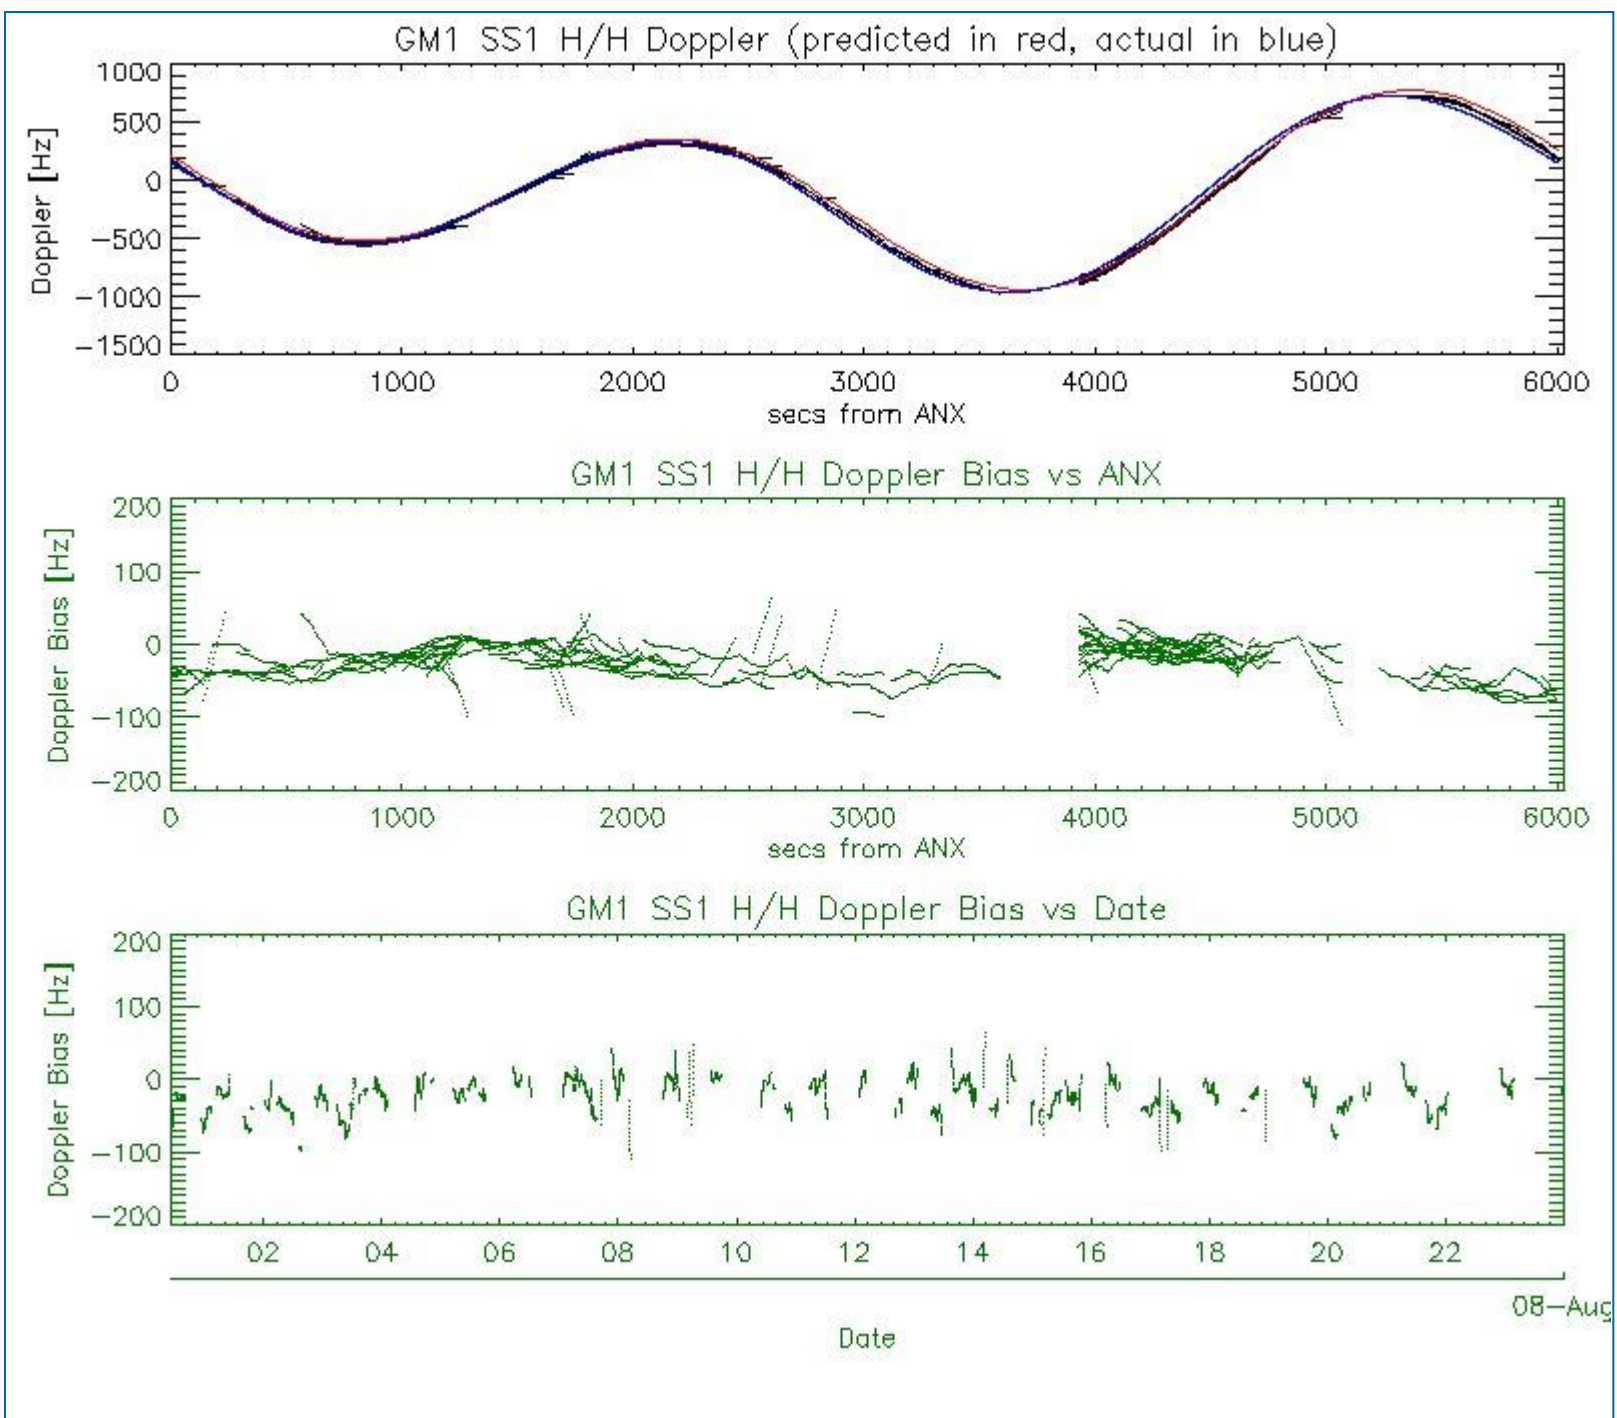 GM1 SS1 H/H Doppler (predicted in red, actual in blue)
1000
500
0
−500
−1000
−1500
Doppler [Hz]
0 1000 2000 3000 4000 5000 6000
secs from ANX
GM1 SS1 H/H Doppler Bias vs ANX
200
100
0
−100
−200
Doppler Bias [Hz]
0 1000 2000 3000 4000 5000 6000
secs from ANX
GM1 SS1 H/H Doppler Bias vs Date
200
100
0
−100
−200
Doppler Bias [Hz]
02 04 06 08 10 12 14 16 18 20 22
08−Aug
Date